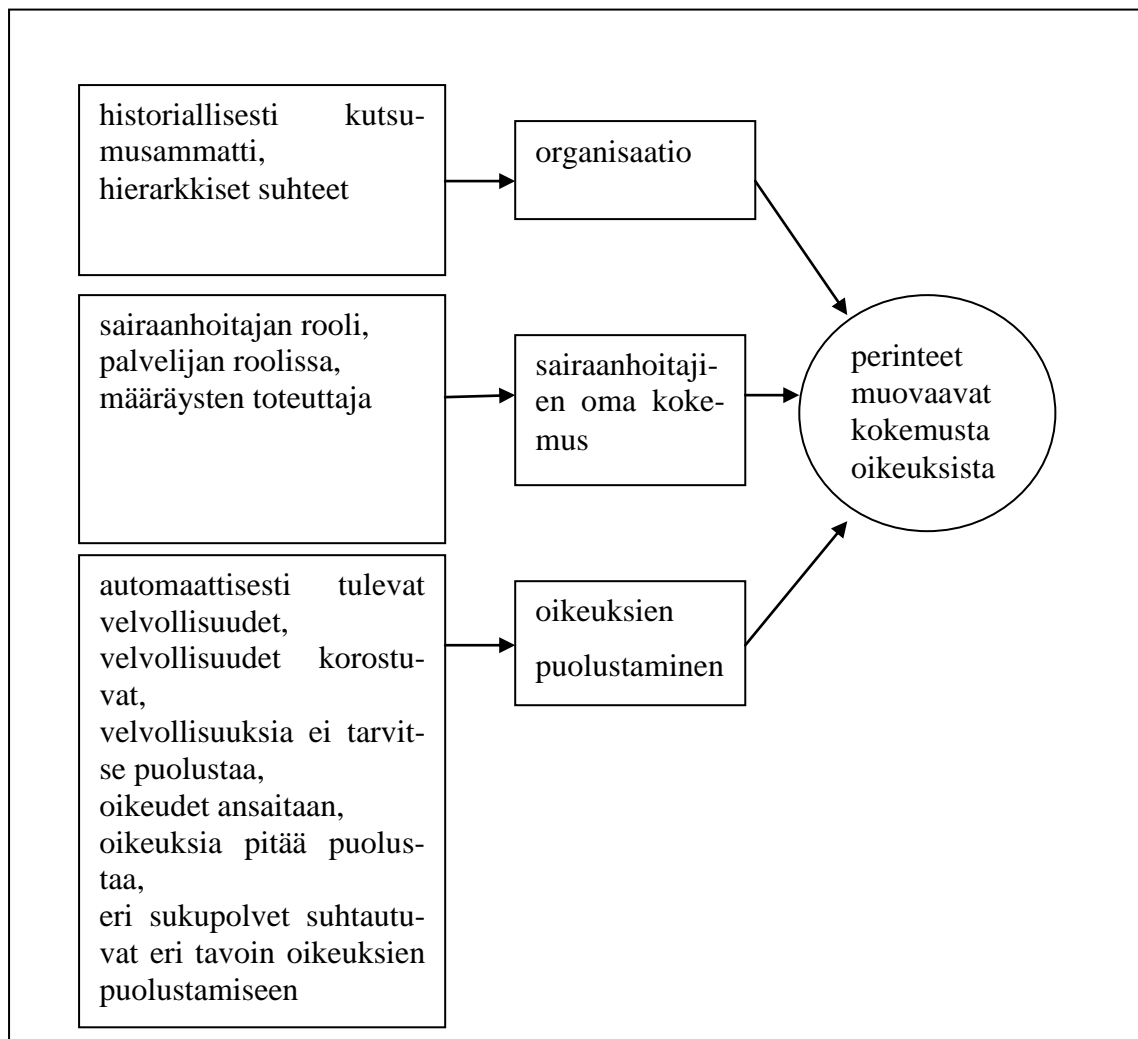 historiallisesti kutsu-
musammatti,
hierarkkiset suhteet
organisaatio
sairaanhoitajan rooli,
palvelijan roolissa,
määräysten toteuttaja
sairaanhoitaji-
en oma koke-
mus
perinteet
muovaavat
kokemusta
oikeuksista
automaattisesti tulevat
velvollisuudet,
velvollisuudet korostu-
vat,
velvollisuuksia ei tarvit-
se puolustaa,
oikeudet ansaitaan,
oikeuksia pitää puolus-
taa,
eri sukupolvet suhtautu-
vat eri tavoin oikeuksien
puolustamiseen
oikeuksien
puolustaminen